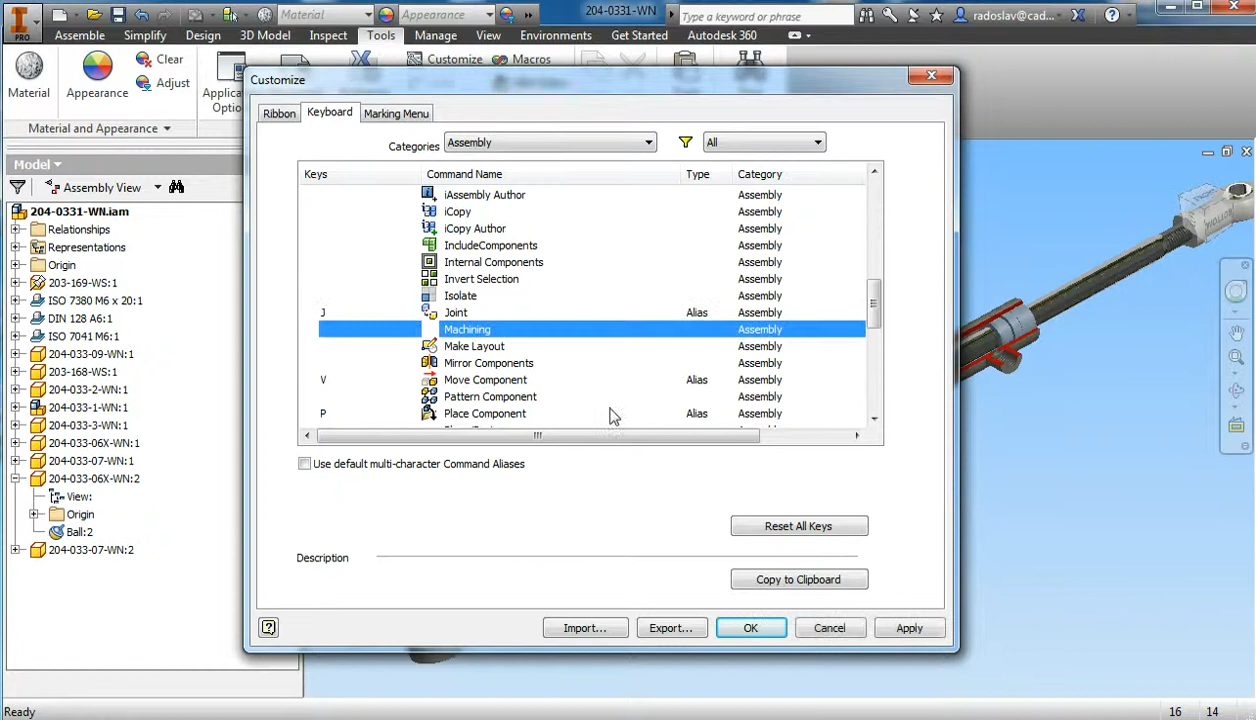 Material
Appearance
204-0331-WN
Type a keyword or phrase
radoslav@cad...
PRO
Assemble
Simplify
Design
3D Model
Inspect
Tools
Manage
View
Environments
Get Started
Autodesk 360
Material
Appearance
Clear
Adjust
Customize
Macros
Material and Appearance
Customize
Ribbon
Keyboard
Marking Menu
Categories
Assembly
All
Keys
Command Name
Type
Category
iAssembly Author Assembly
iCopy Assembly
iCopy Author Assembly
IncludeComponents Assembly
Internal Components Assembly
Invert Selection Assembly
Isolate Assembly
J Joint Alias Assembly
Machining Assembly
Make Layout Assembly
Mirror Components Assembly
V Move Component Alias Assembly
Pattern Component Assembly
P Place Component Alias Assembly
Use default multi-character Command Aliases
Reset All Keys
Description
Copy to Clipboard
Import...
Export...
OK
Cancel
Apply
Model
Assembly View
204-0331-WN.iam
Relationships
Representations
Origin
203-169-WS:1
ISO 7380 M6 x 20:1
DIN 128 A6:1
ISO 7041 M6:1
204-033-09-WN:1
203-168-WS:1
204-033-2-WN:1
204-033-1-WN:1
204-033-3-WN:1
204-033-06X-WN:1
204-033-07-WN:1
204-033-06X-WN:2
View:
Origin
Ball:2
204-033-07-WN:2
Ready
16
14